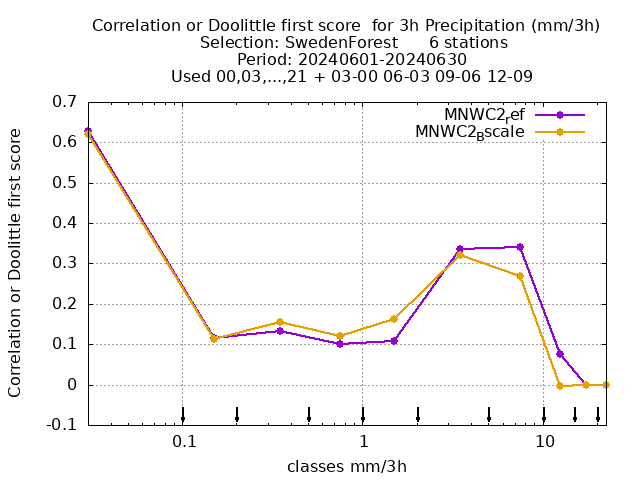 Correlation or Doolittle first score  for 3h Precipitation (mm/3h)
Selection: SwedenForest      6 stations
Period: 20240601-20240630
Used 00,03,...,21 + 03-00 06-03 09-06 12-09
MNWC2ref
MNWC2Bscale
0.7
0.6
0.5
0.4
0.3
0.2
0.1
0
-0.1
Correlation or Doolittle first score
0.1 1 10
classes mm/3h